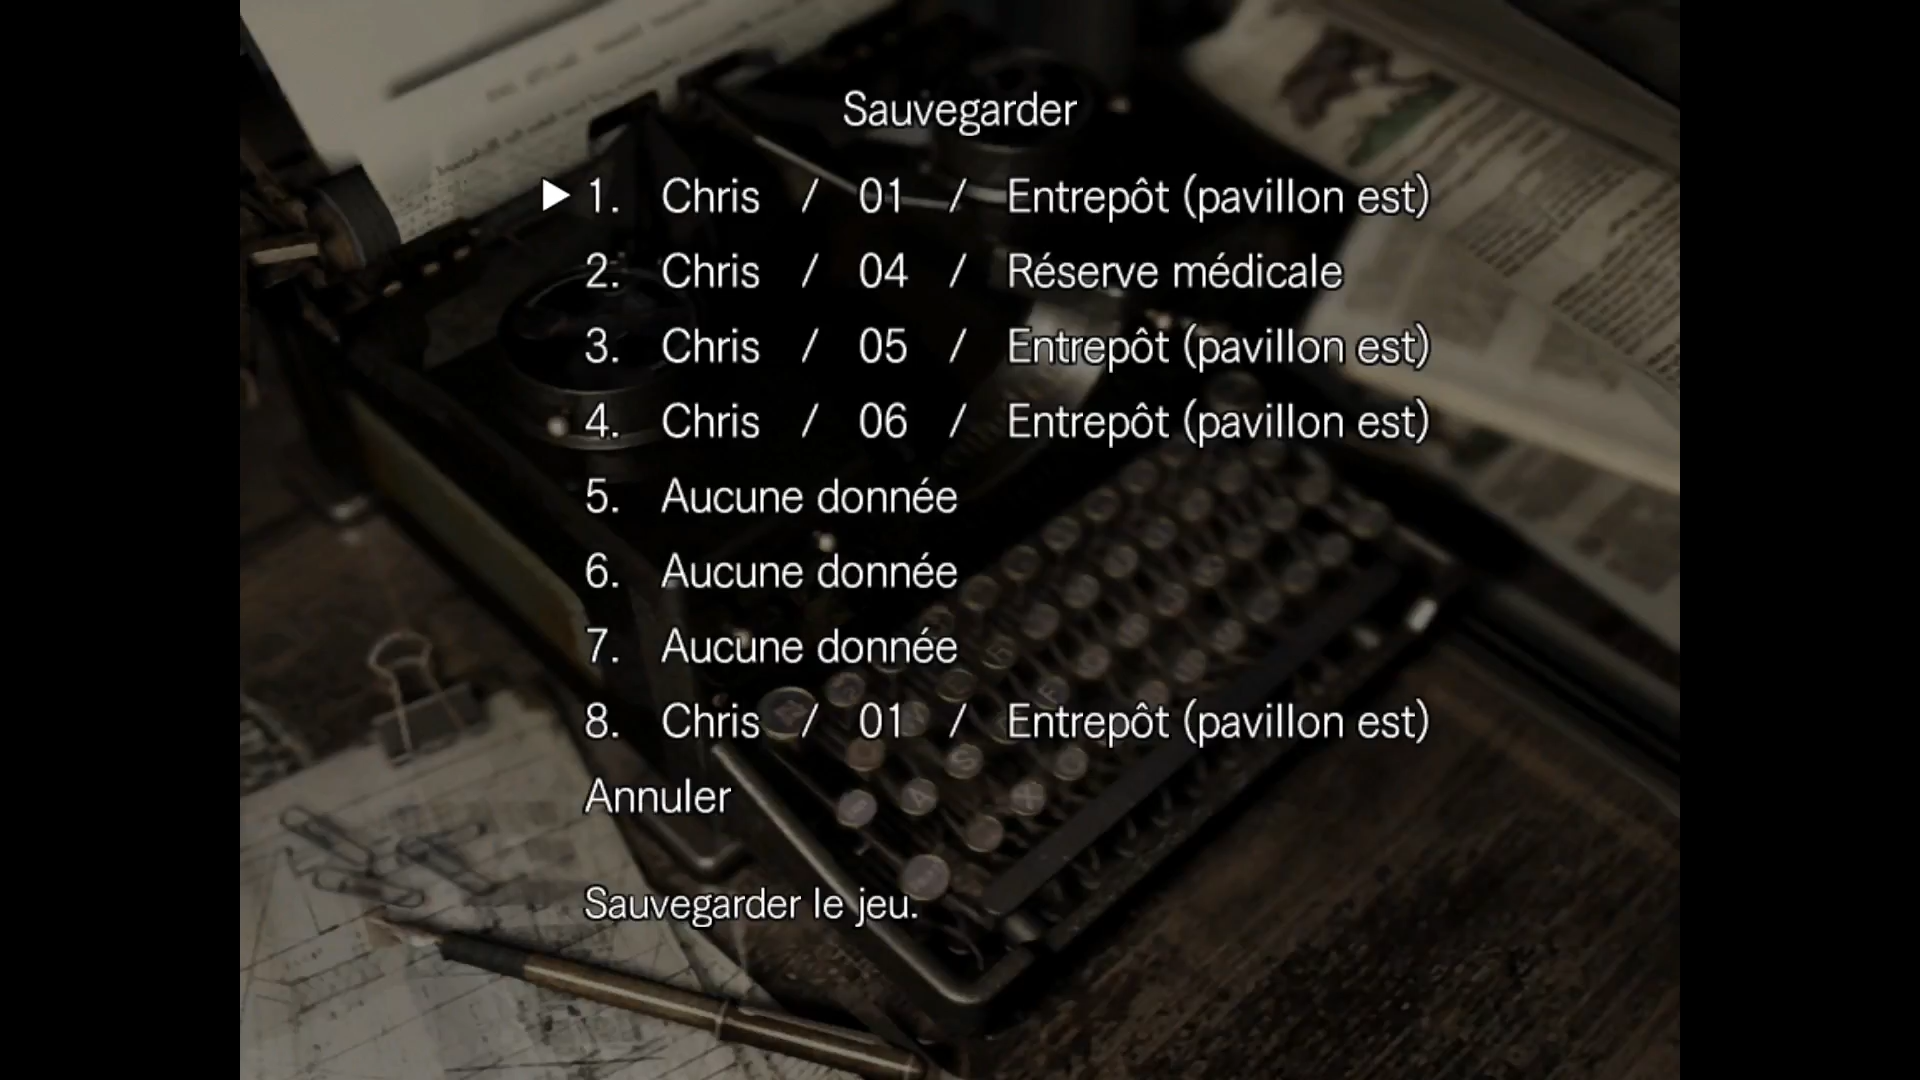 Sauvegarder
1. Chris / 01 / Entrepôt (pavillon est)
2. Chris / 04 / Réserve médicale
3. Chris / 05 / Entrepôt (pavillon est)
4. Chris / 06 / Entrepôt (pavillon est)
5. Aucune donnée
6. Aucune donnée
7. Aucune donnée
8. Chris / 01 / Entrepôt (pavillon est)
Annuler
Sauvegarder le jeu.